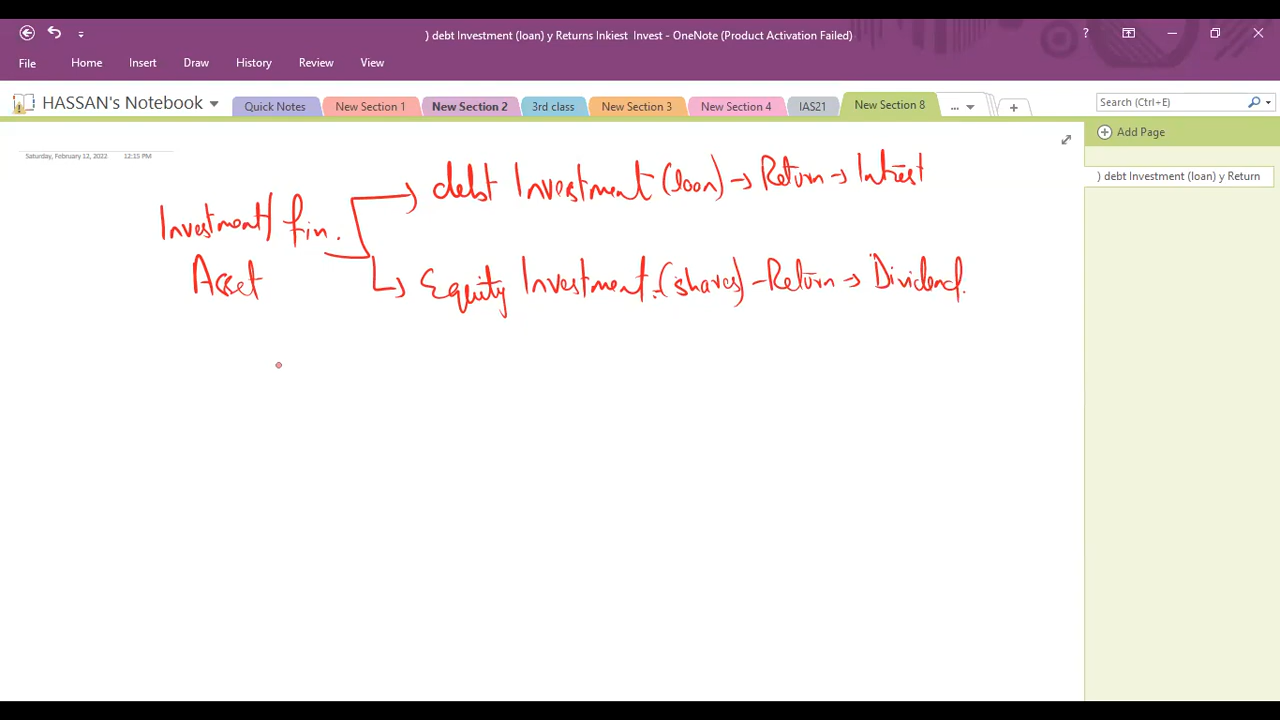 ) debt Investment (loan) y Returns Inkiest Invest - OneNote (Product Activation Failed)
?
File Home Insert Draw History Review View
HASSAN's Notebook
Quick Notes New Section 1 New Section 2 3rd class New Section 3 New Section 4 IAS21 New Section 8 ... +
Search (Ctrl+E)
Add Page
) debt Investment (loan) y Return
Saturday, February 12, 2022 12:15 PM
debt Investment (loan) → Return → Intrest
Investment/ fin.
Asset
Equity Investment. (shares) - Return → Dividend.